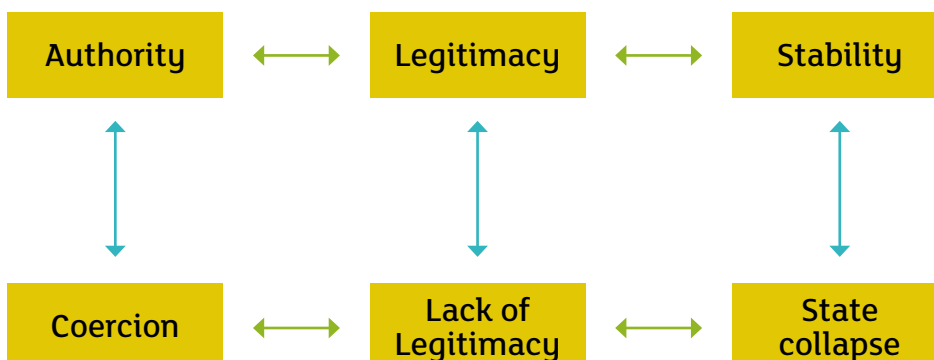 Authority
Legitimacy
Stability
Coercion
Lack of
Legitimacy
State
collapse